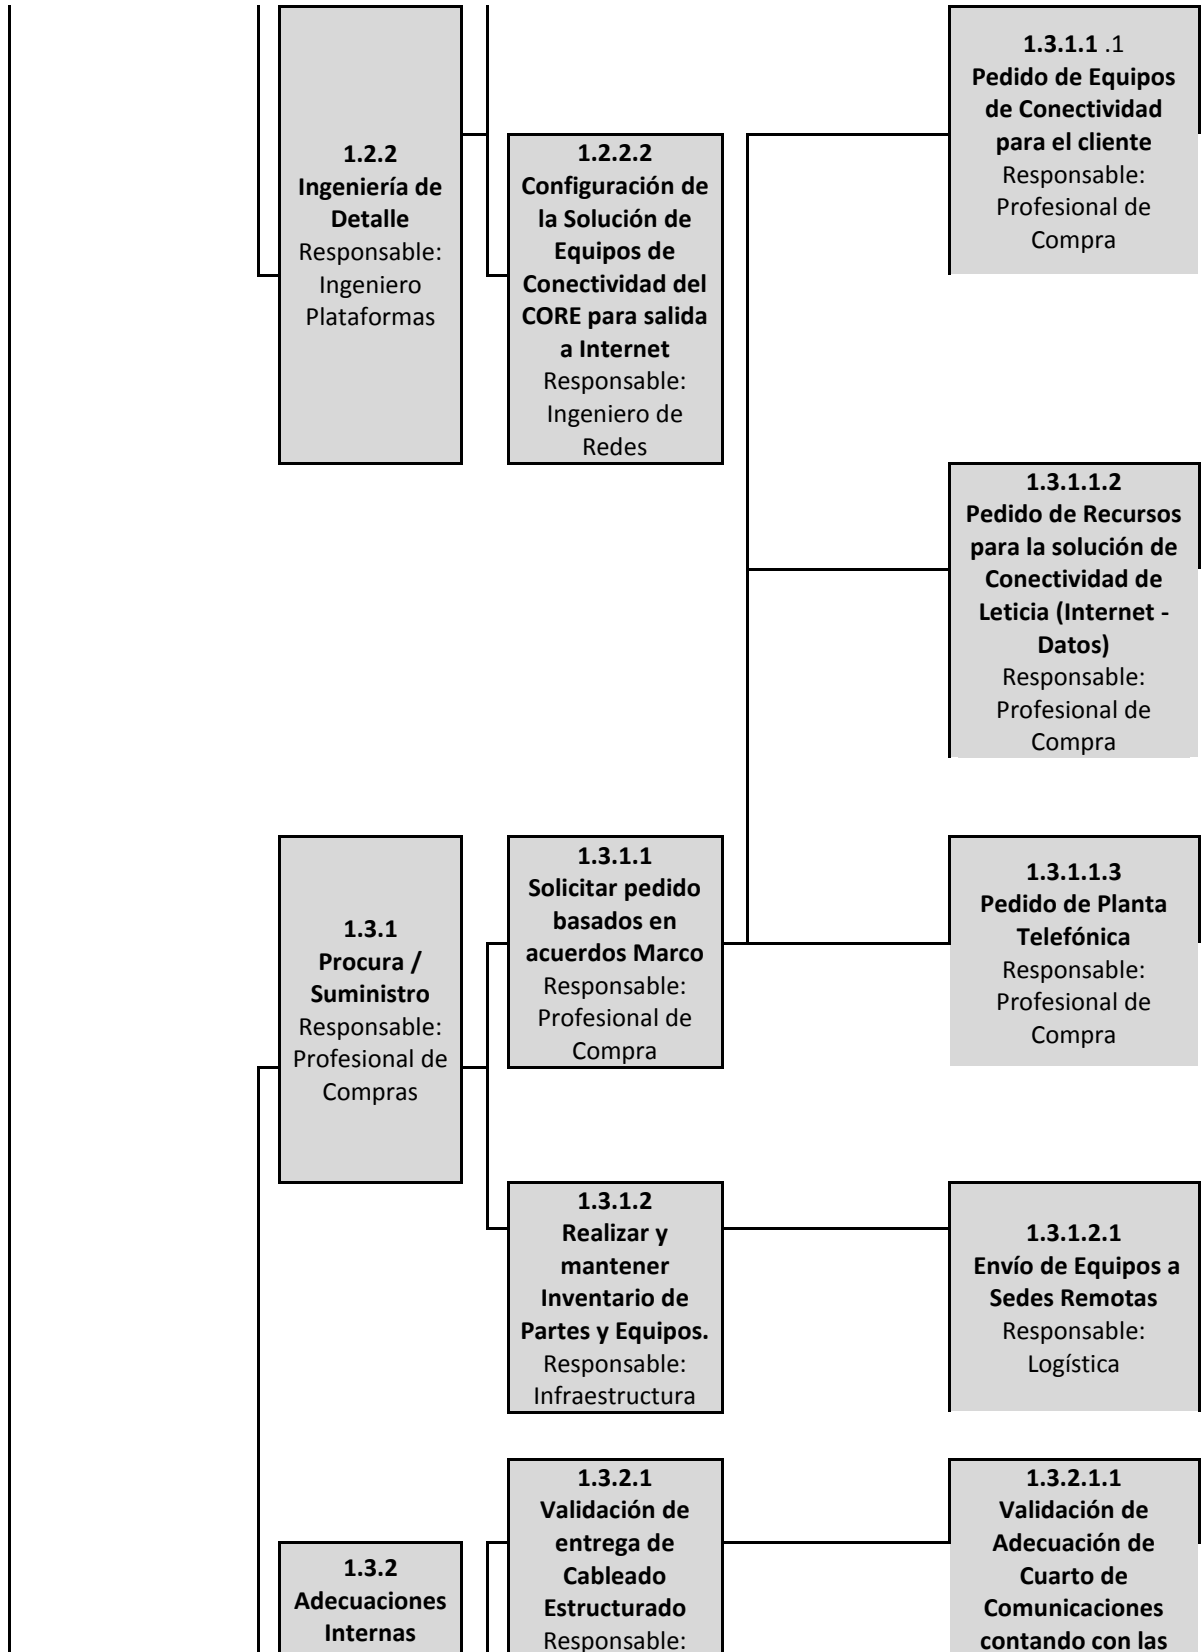 1.2.2
Ingeniería de
Detalle
Responsable:
Ingeniero
Plataformas
1.2.2.2
Configuración de
la Solución de
Equipos de
Conectividad del
CORE para salida
a Internet
Responsable:
Ingeniero de
Redes
1.3.1.1 .1
Pedido de Equipos
de Conectividad
para el cliente
Responsable:
Profesional de
Compra
1.3.1.1.2
Pedido de Recursos
para la solución de
Conectividad de
Leticia (Internet -
Datos)
Responsable:
Profesional de
Compra
1.3.1
Procura /
Suministro
Responsable:
Profesional de
Compras
1.3.1.1
Solicitar pedido
basados en
acuerdos Marco
Responsable:
Profesional de
Compra
1.3.1.1.3
Pedido de Planta
Telefónica
Responsable:
Profesional de
Compra
1.3.1.2
Realizar y
mantener
Inventario de
Partes y Equipos.
Responsable:
Infraestructura
1.3.1.2.1
Envío de Equipos a
Sedes Remotas
Responsable:
Logística
1.3.2
Adecuaciones
Internas
1.3.2.1
Validación de
entrega de
Cableado
Estructurado
Responsable:
1.3.2.1.1
Validación de
Adecuación de
Cuarto de
Comunicaciones
contando con las